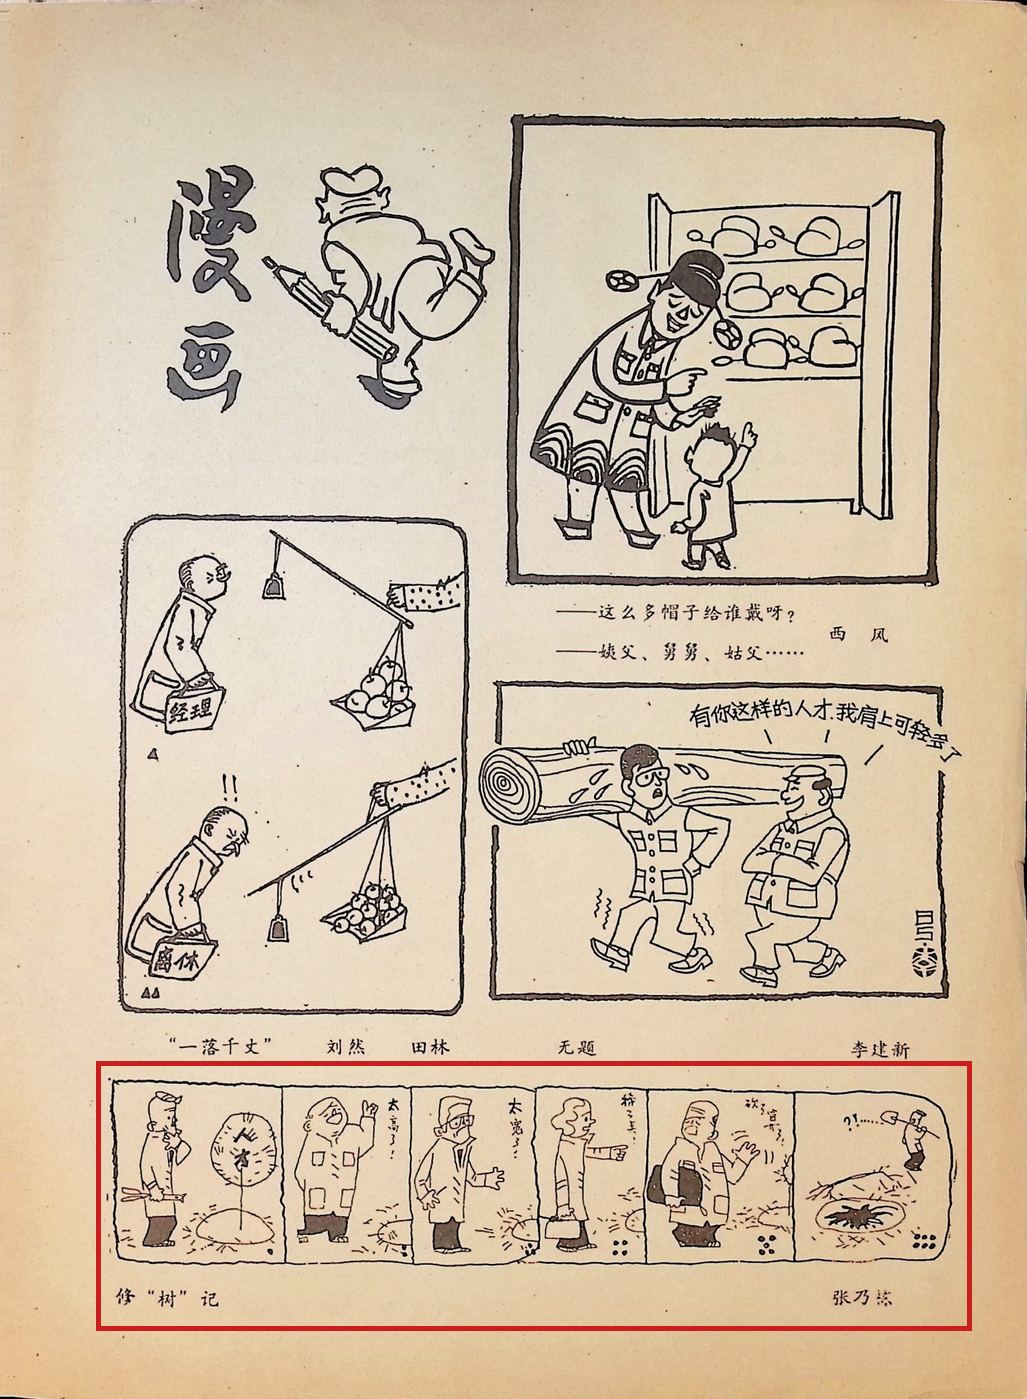 漫画
——这么多帽子给谁戴呀？
——姨父、舅舅、姑父……
西风
经理
!!
离休
“一落千丈”
刘然
田林
有你这样的人才,我肩上可轻多了
无题
李建新
人才
太高了!
太宽了!
?!……
修“树”记
张乃栋